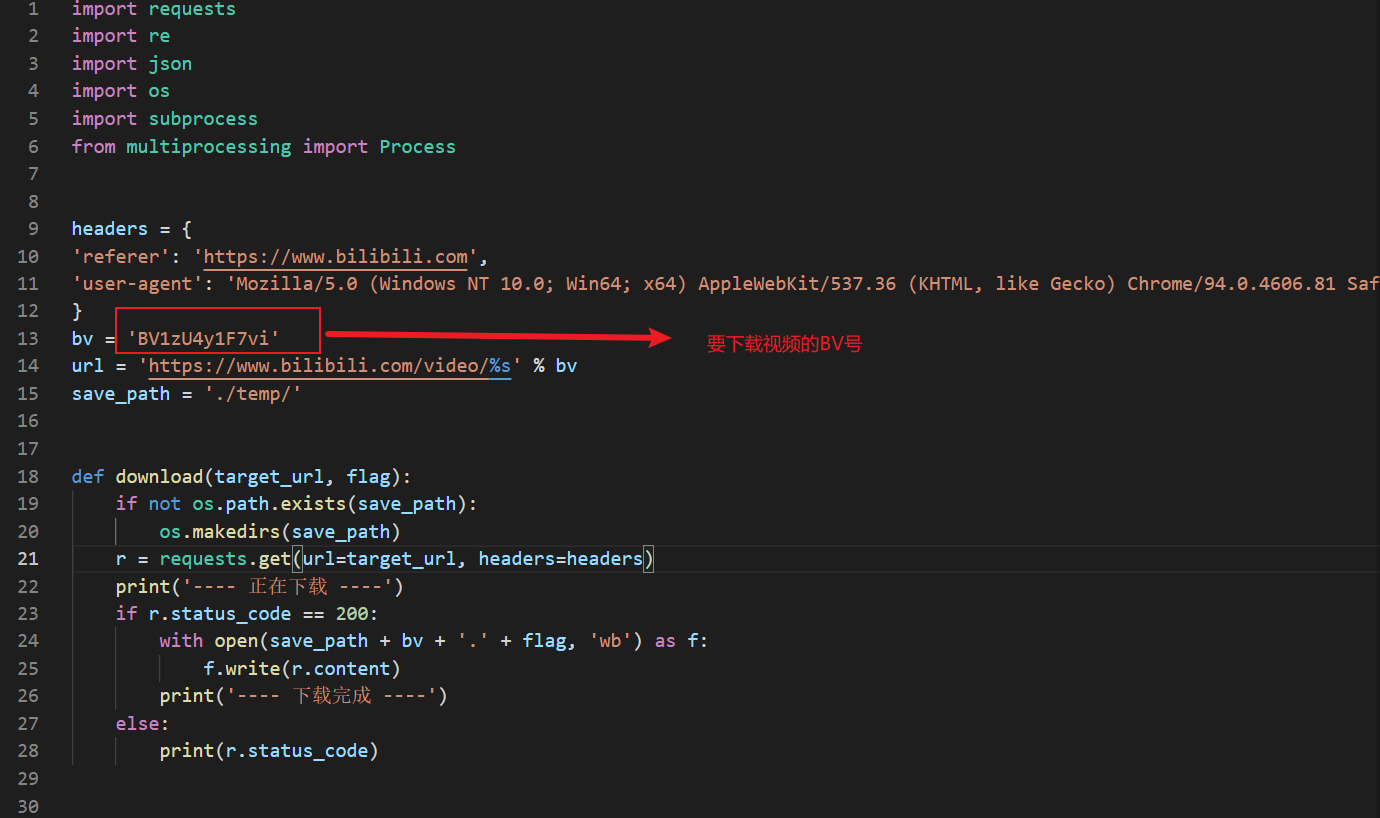 1 import requests
2 import re
3 import json
4 import os
5 import subprocess
6 from multiprocessing import Process
7
8
9 headers = {
10 'referer': 'https://www.bilibili.com',
11 'user-agent': 'Mozilla/5.0 (Windows NT 10.0; Win64; x64) AppleWebKit/537.36 (KHTML, like Gecko) Chrome/94.0.4606.81 Saf
12 }
13 bv = 'BV1zU4y1F7vi' 要下载视频的BV号
14 url = 'https://www.bilibili.com/video/%s' % bv
15 save_path = './temp/'
16
17
18 def download(target_url, flag):
19     if not os.path.exists(save_path):
20         os.makedirs(save_path)
21     r = requests.get(url=target_url, headers=headers)
22     print('---- 正在下载 ----')
23     if r.status_code == 200:
24         with open(save_path + bv + '.' + flag, 'wb') as f:
25             f.write(r.content)
26         print('---- 下载完成 ----')
27     else:
28         print(r.status_code)
29
30